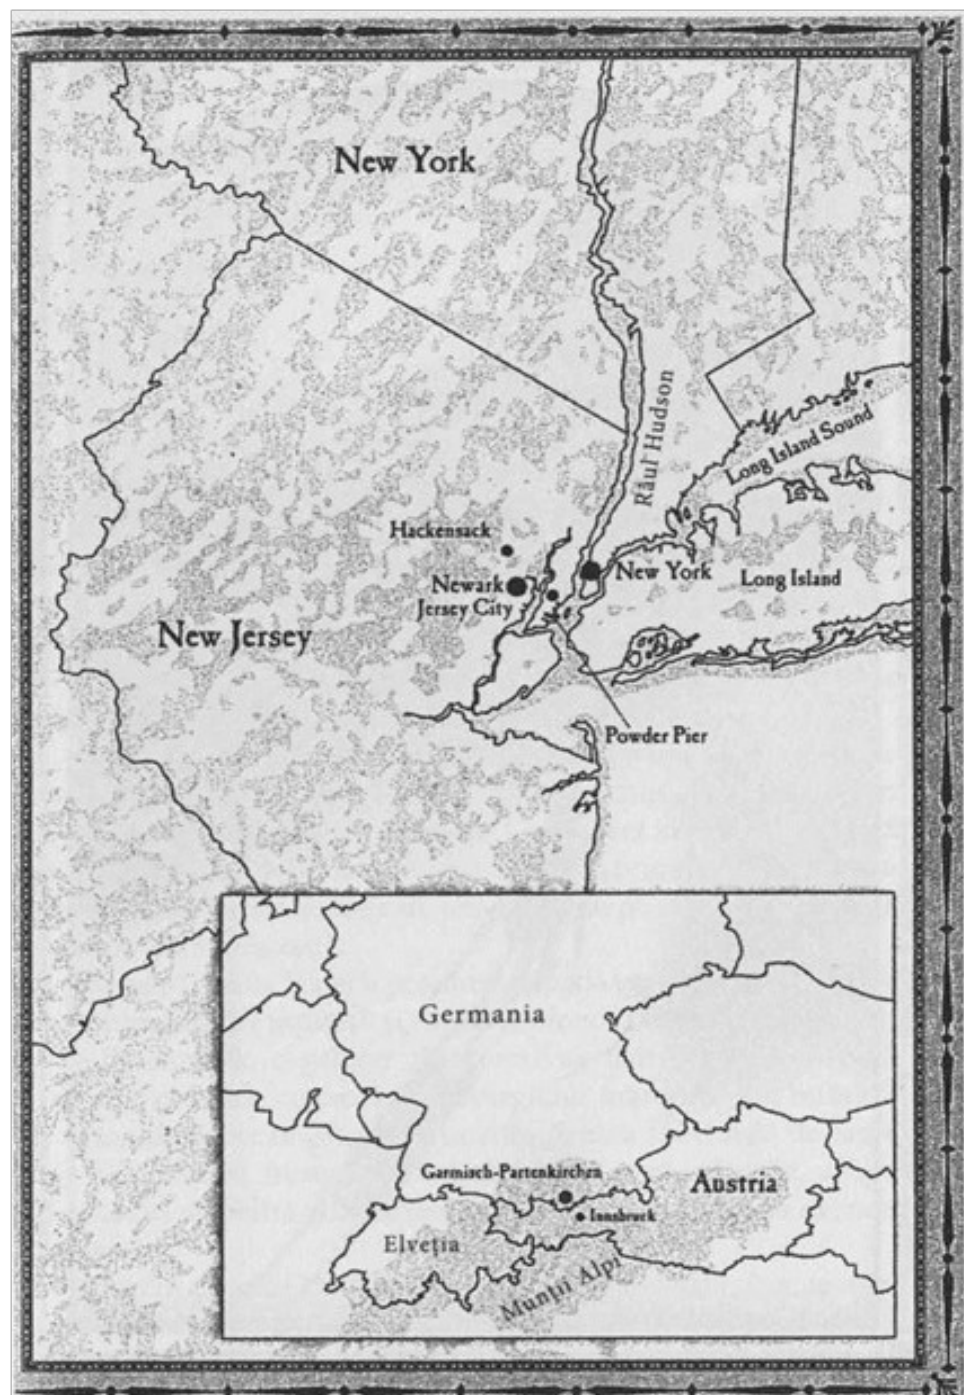 New York
Râul Hudson
Long Island Sound
Hackensack
Newark
New York
Long Island
Jersey City
New Jersey
Powder Pier
Germania
Garmisch-Partenkirchen
Austria
Innsbruck
Elveția
Munții Alpi